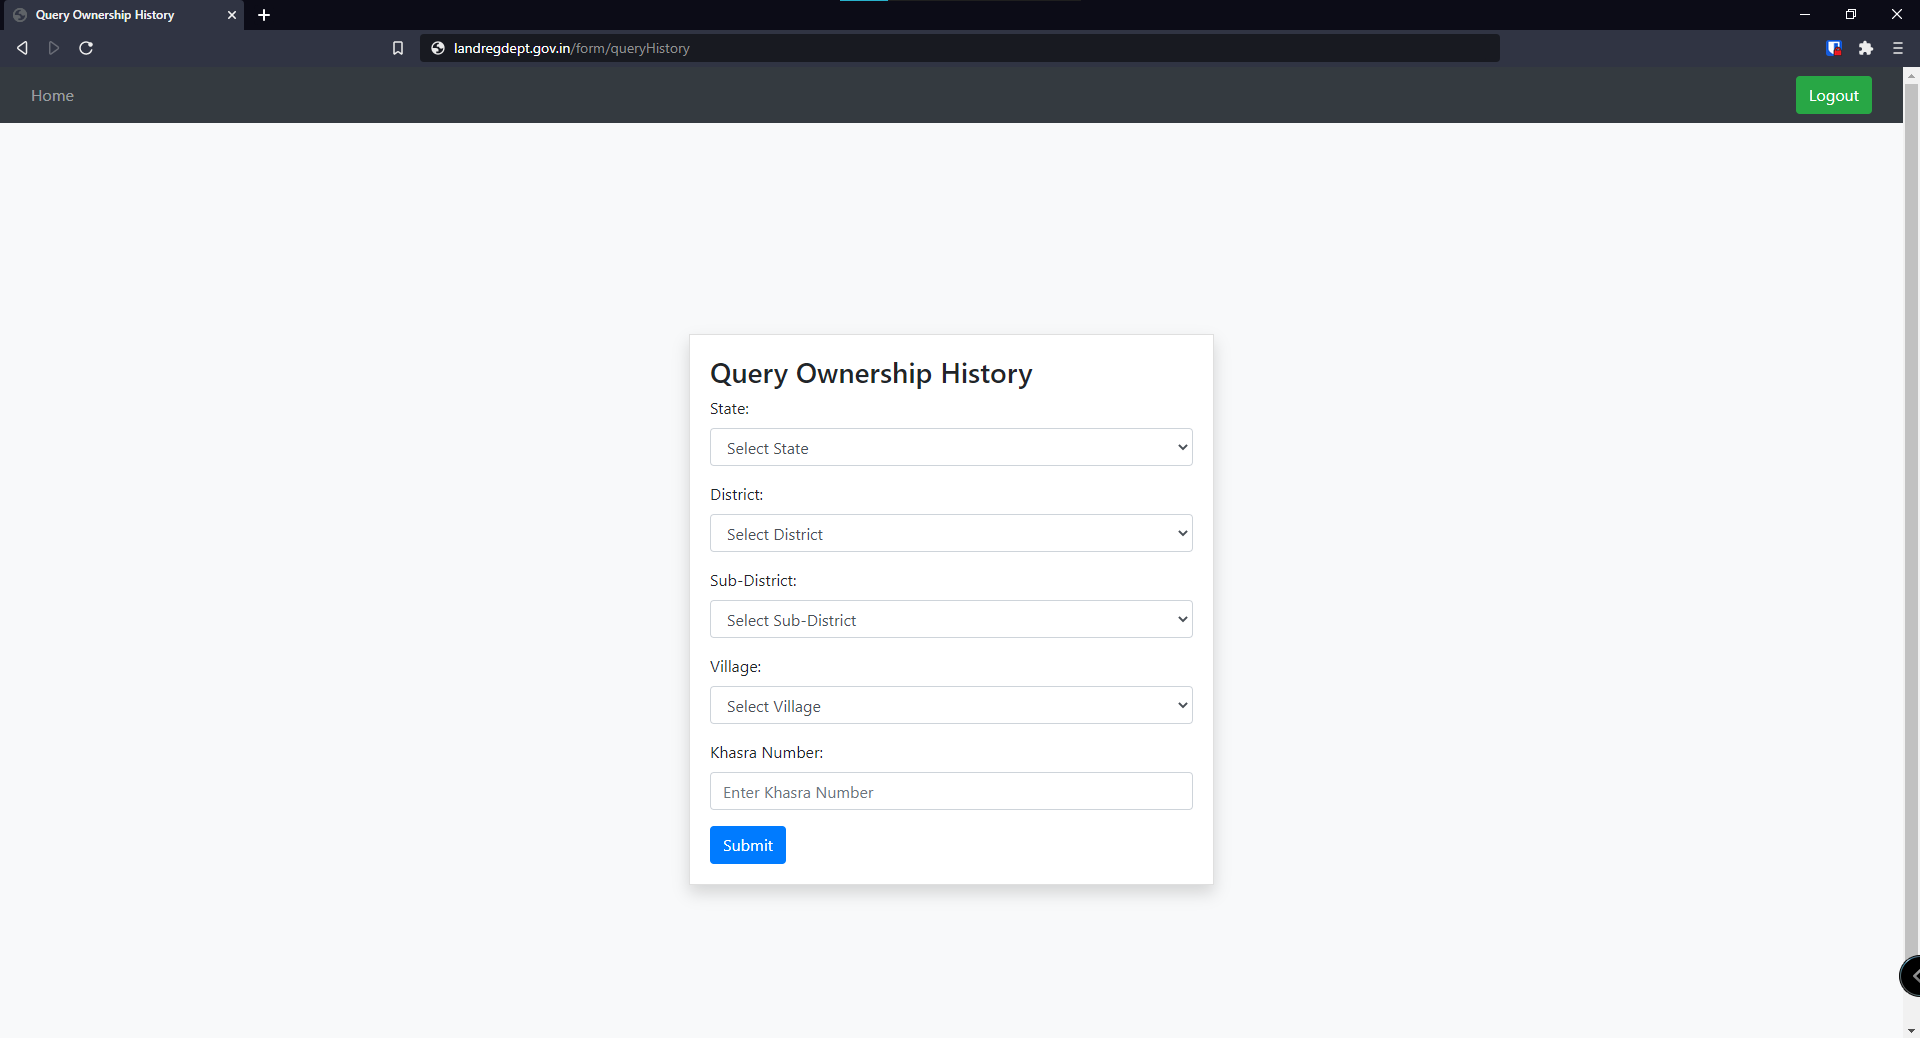 Query Ownership History
landregdept.gov.in/form/queryHistory
Home
Logout
Query Ownership History
State:
Select State
District:
Select District
Sub-District:
Select Sub-District
Village:
Select Village
Khasra Number:
Enter Khasra Number
Submit